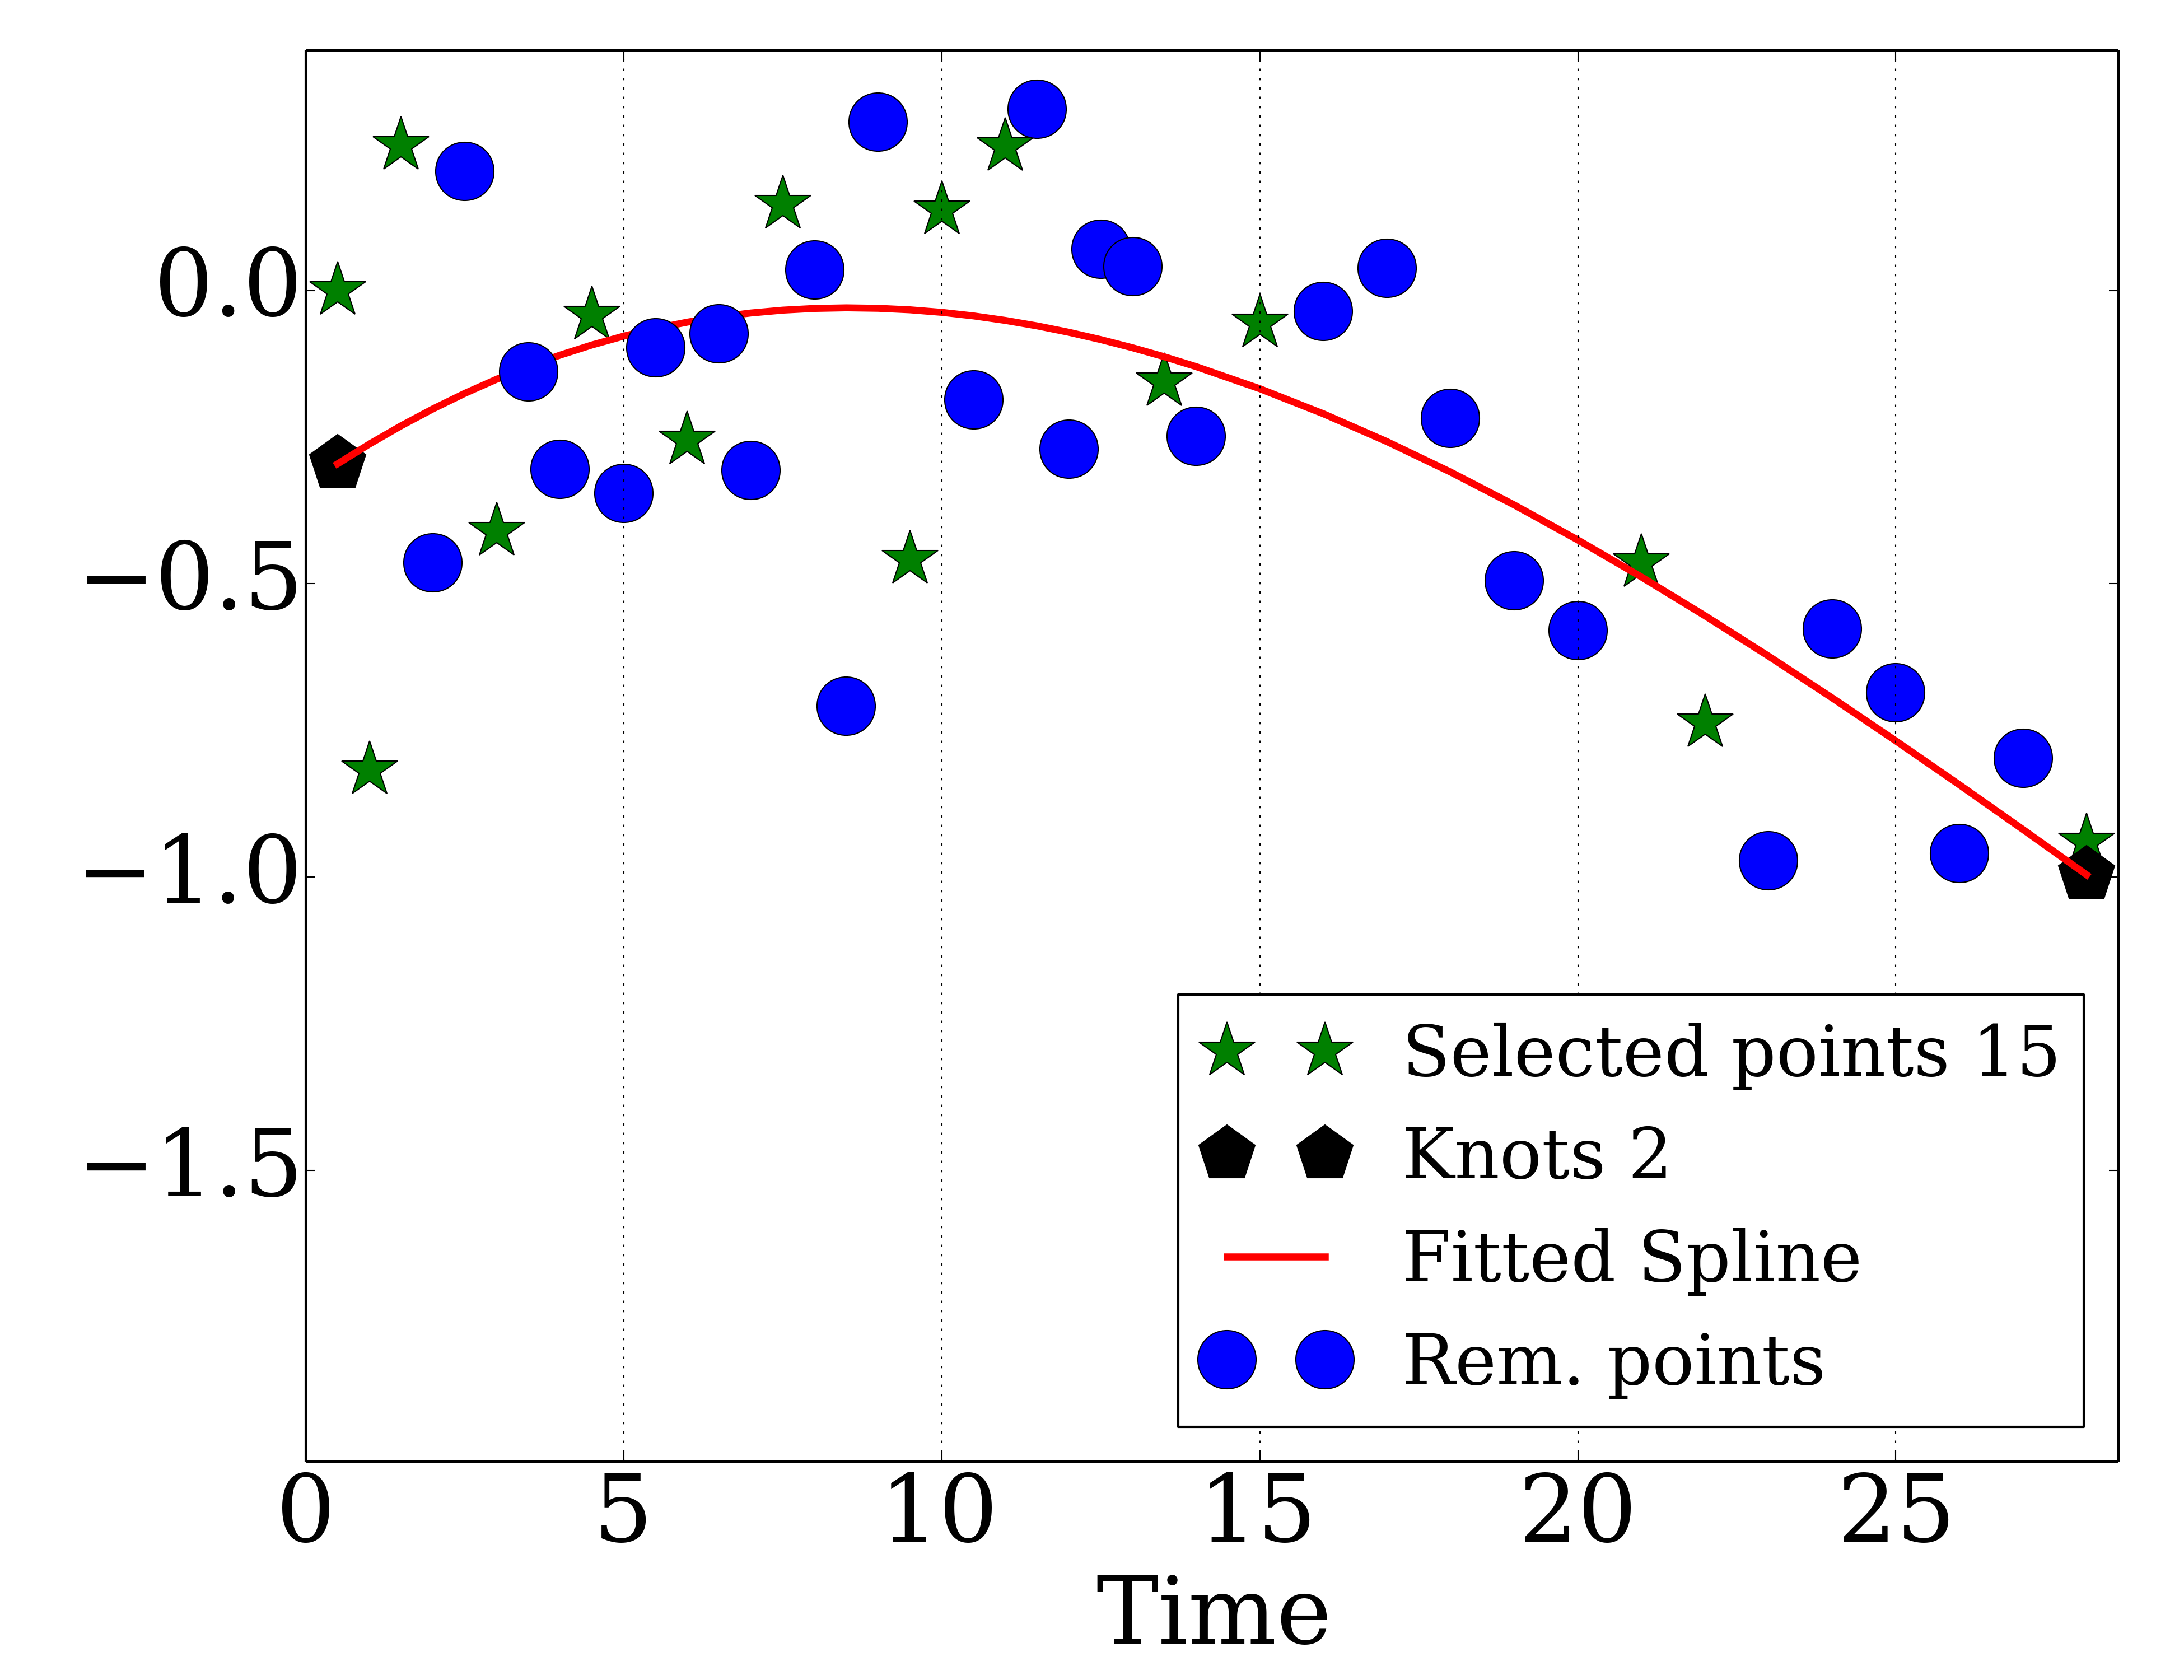 0.0
−0.5
−1.0
−1.5
Selected points 15
Knots 2
Fitted Spline
Rem. points
0 5 10 15 20 25
Time